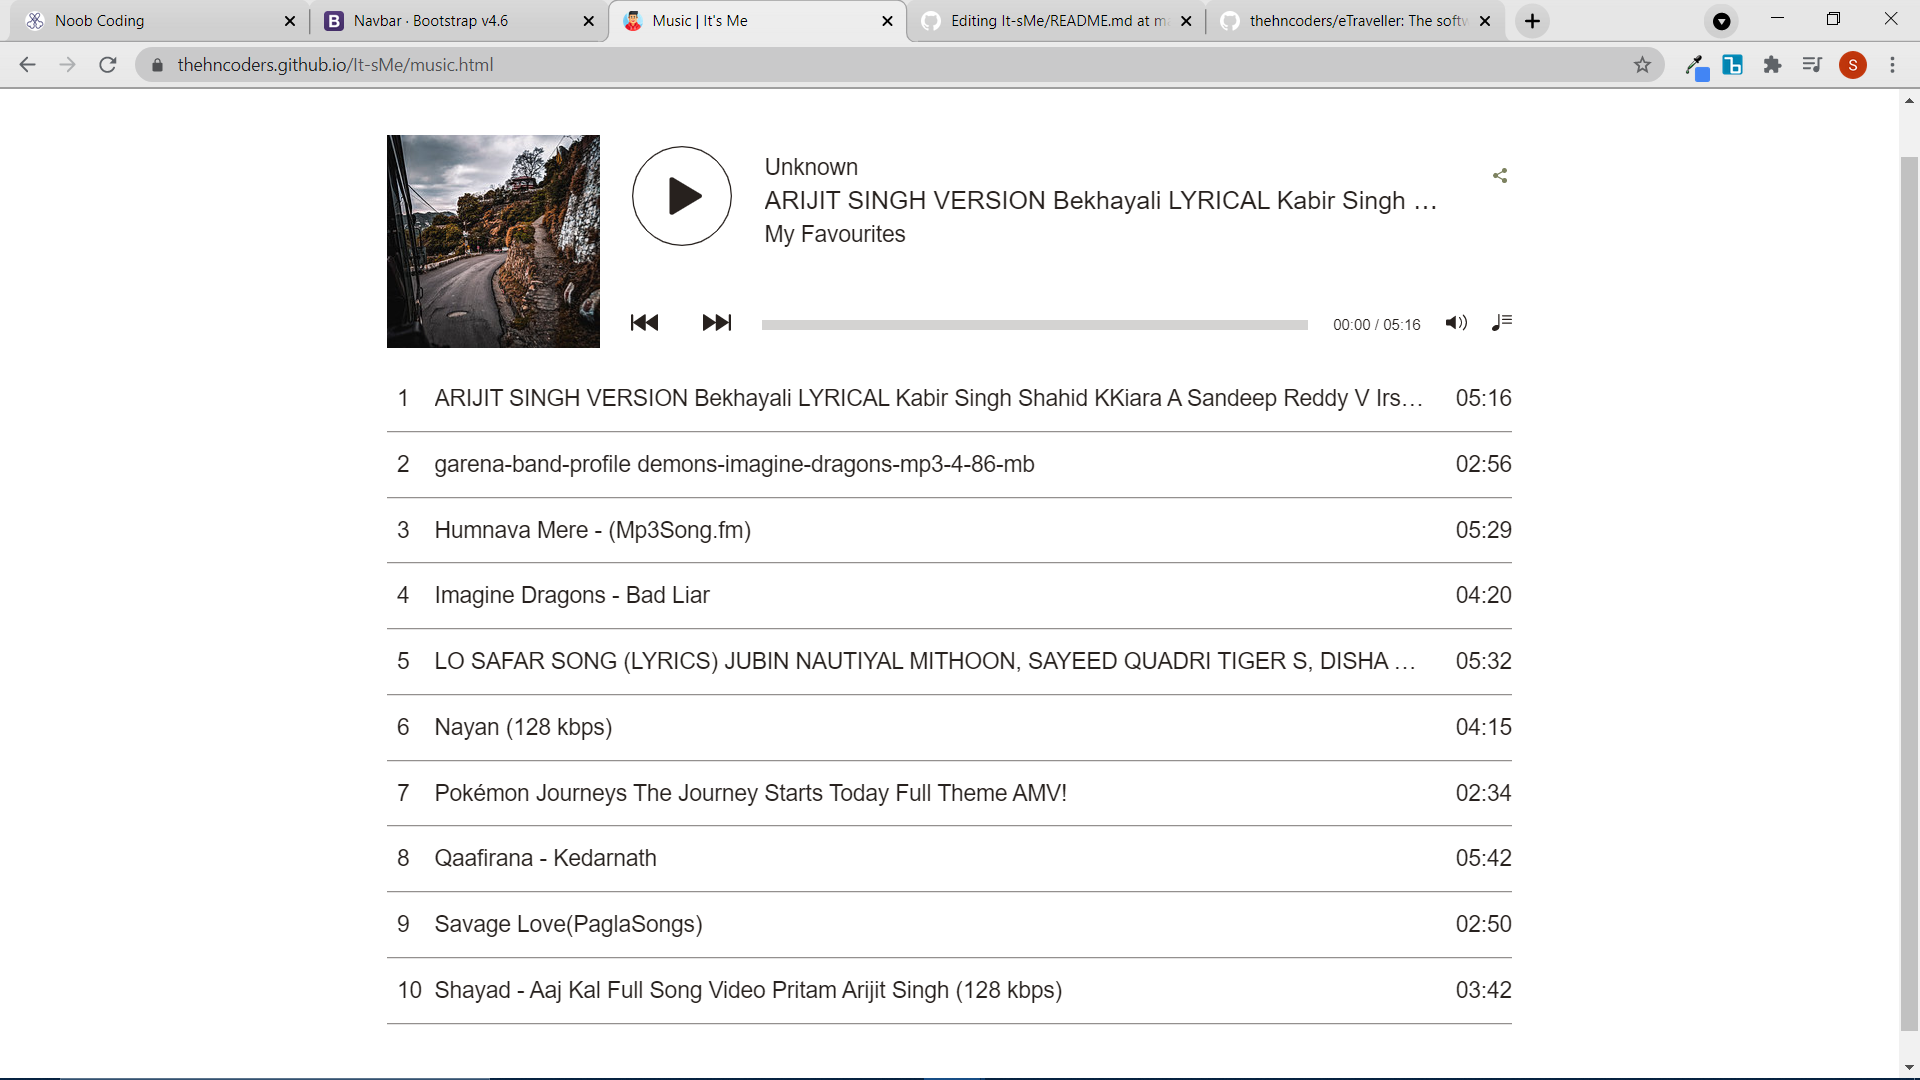 Noob Coding
Navbar · Bootstrap v4.6
Music | It's Me
Editing It-sMe/README.md at m
thehncoders/eTraveller: The softw
thehncoders.github.io/It-sMe/music.html
S
Unknown
ARIJIT SINGH VERSION Bekhayali LYRICAL Kabir Singh …
My Favourites
00:00 / 05:16
1 ARIJIT SINGH VERSION Bekhayali LYRICAL Kabir Singh Shahid KKiara A Sandeep Reddy V Irs… 05:16
2 garena-band-profile demons-imagine-dragons-mp3-4-86-mb 02:56
3 Humnava Mere - (Mp3Song.fm) 05:29
4 Imagine Dragons - Bad Liar 04:20
5 LO SAFAR SONG (LYRICS) JUBIN NAUTIYAL MITHOON, SAYEED QUADRI TIGER S, DISHA … 05:32
6 Nayan (128 kbps) 04:15
7 Pokémon Journeys The Journey Starts Today Full Theme AMV! 02:34
8 Qaafirana - Kedarnath 05:42
9 Savage Love(PaglaSongs) 02:50
10 Shayad - Aaj Kal Full Song Video Pritam Arijit Singh (128 kbps) 03:42